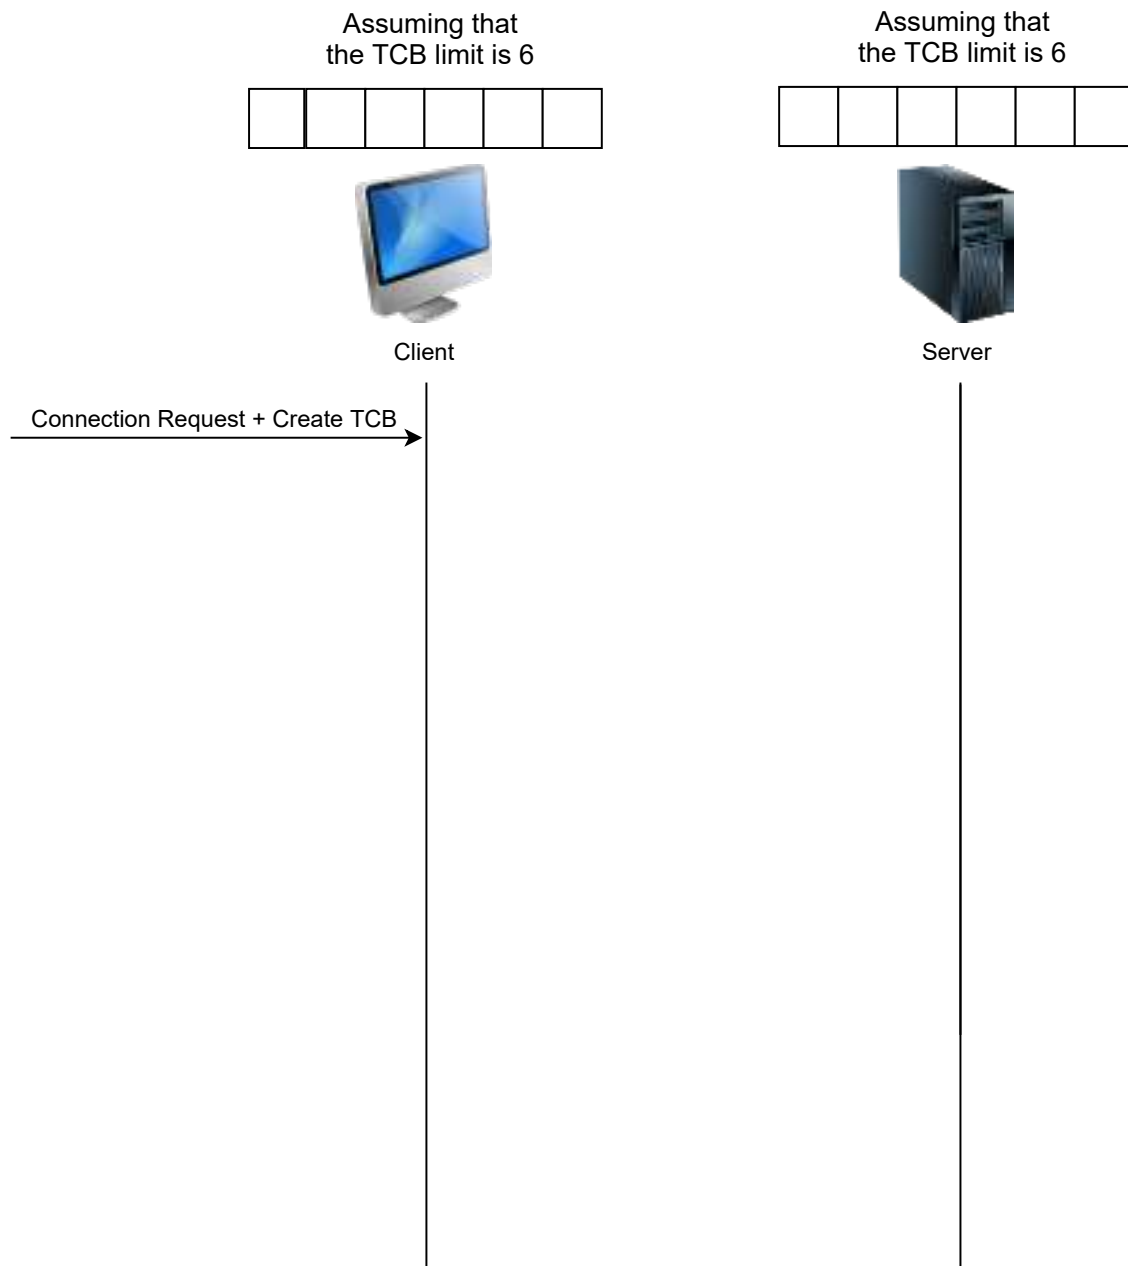 Assuming that
the TCB limit is 6
Assuming that
the TCB limit is 6
Client
Server
Connection Request + Create TCB